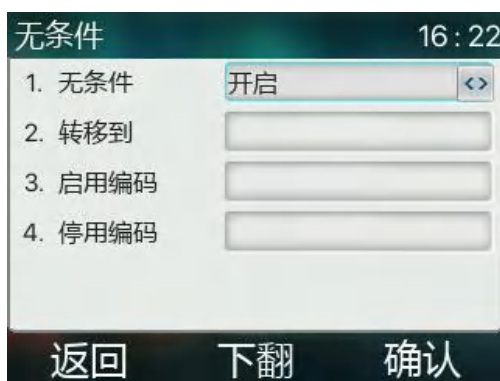 无条件 16:22
1. 无条件 开启 <>
2. 转移到
3. 启用编码
4. 停用编码
返回 下翻 确认